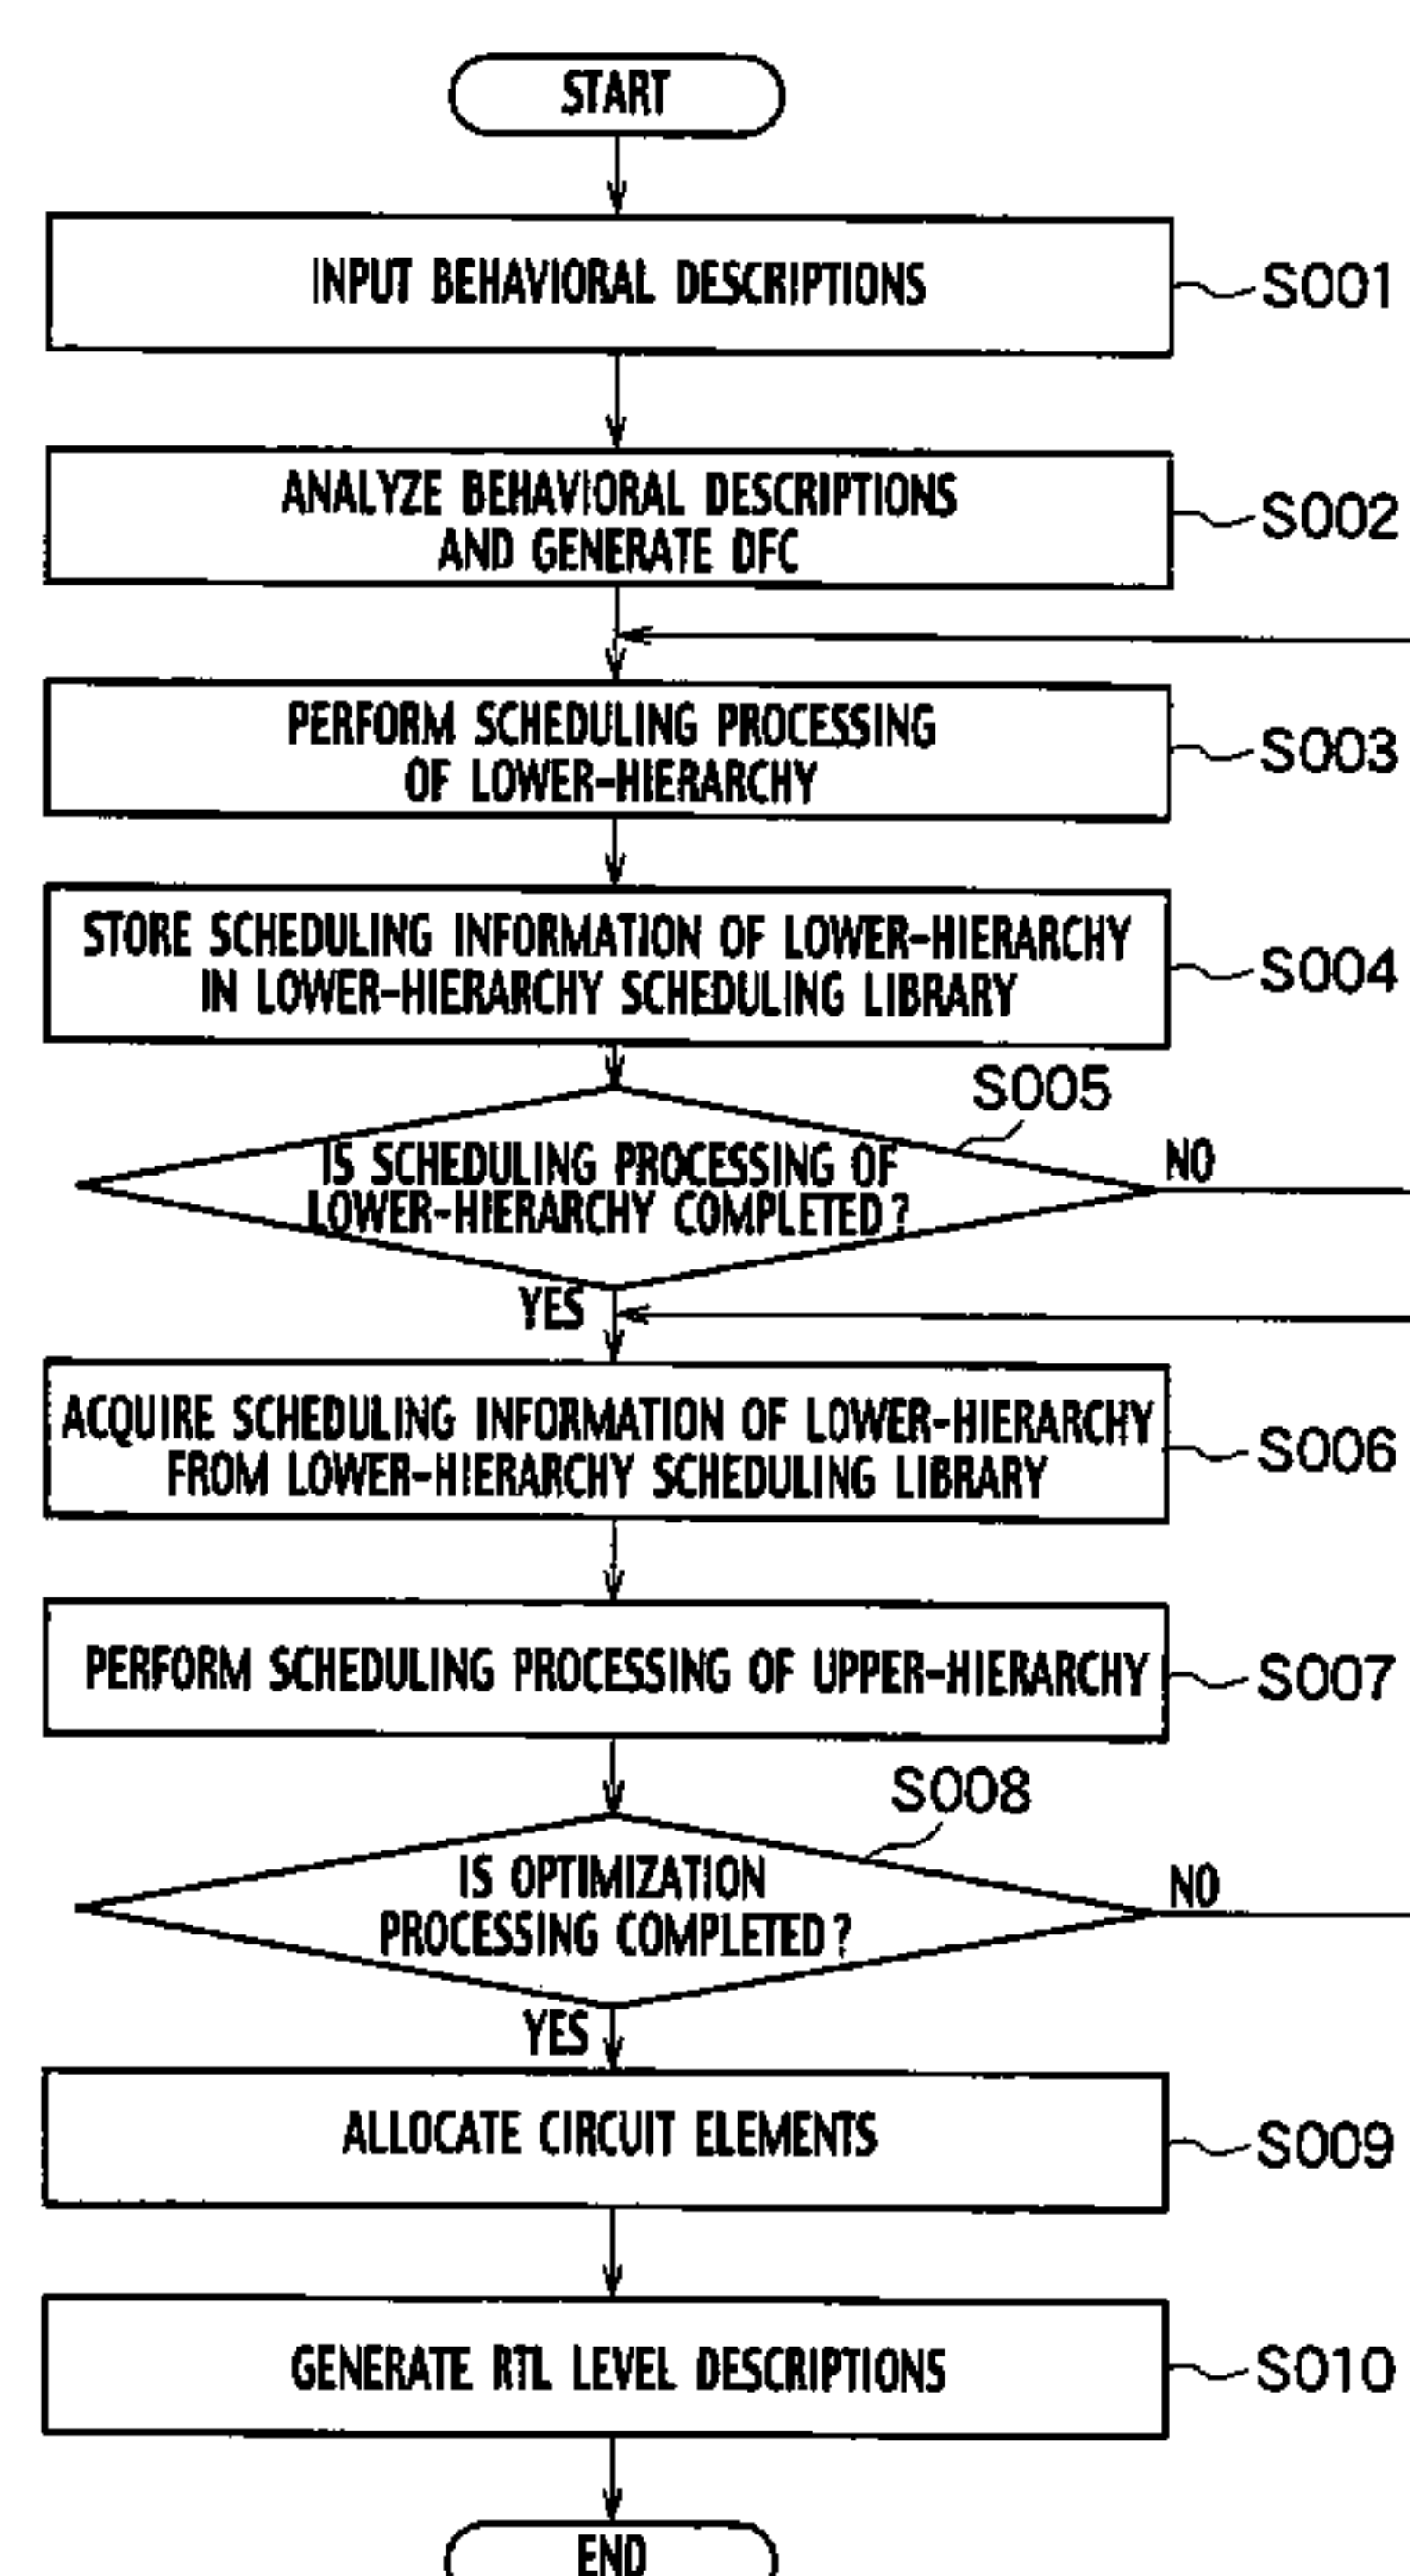 START
INPUT BEHAVIORAL DESCRIPTIONS
S001
ANALYZE BEHAVIORAL DESCRIPTIONS
AND GENERATE DFC
S002
PERFORM SCHEDULING PROCESSING
OF LOWER-HIERARCHY
S003
STORE SCHEDULING INFORMATION OF LOWER-HIERARCHY
IN LOWER-HIERARCHY SCHEDULING LIBRARY
S004
S005
IS SCHEDULING PROCESSING OF
LOWER-HIERARCHY COMPLETED?
NO
YES
ACQUIRE SCHEDULING INFORMATION OF LOWER-HIERARCHY
FROM LOWER-HIERARCHY SCHEDULING LIBRARY
S006
PERFORM SCHEDULING PROCESSING OF UPPER-HIERARCHY
S007
S008
IS OPTIMIZATION
PROCESSING COMPLETED?
NO
YES
ALLOCATE CIRCUIT ELEMENTS
S009
GENERATE RTL LEVEL DESCRIPTIONS
S010
END